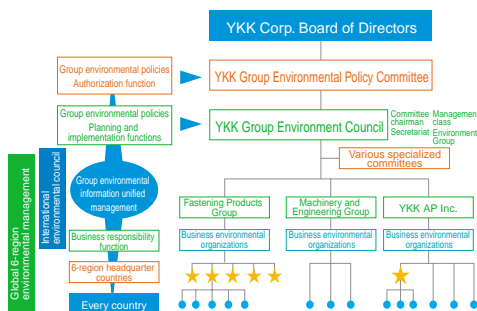 YKK Corp. Board of Directors
Group environmental policies
Authorization function
YKK Group Environmental Policy Committee
Group environmental policies
Planning and
implementation functions
YKK Group Environment Council
Committee
chairman
Secretariat
Management
class
Environment
Group
Various specialized
committees
Global 6-region
environmental management
International
environmental council
Group environmental
information unified
management
Fastening Products
Group
Machinery and
Engineering Group
YKK AP Inc.
Business responsibility
function
Business environmental
organizations
Business environmental
organizations
Business environmental
organizations
6-region headquarter
countries
Every country